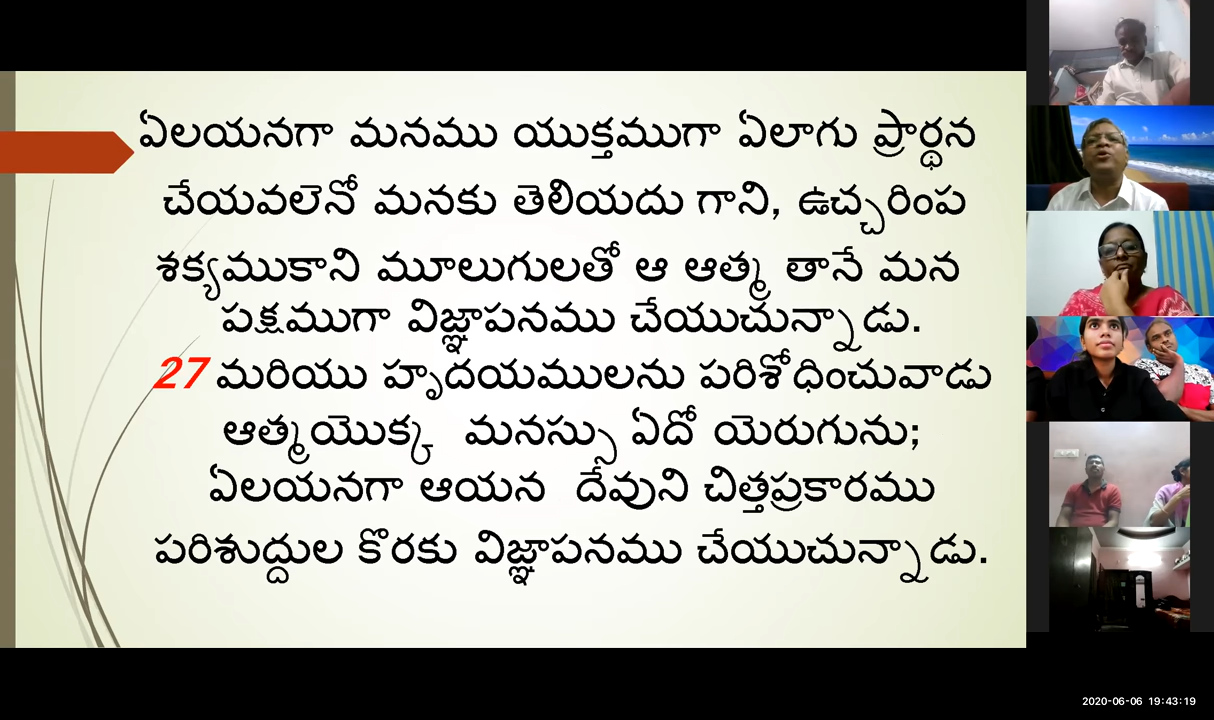 ఏలయనగా మనము యుక్తముగా ఏలాగు ప్రార్థన
చేయవలెనో మనకు తెలియదు గాని, ఉచ్చరింప
శక్యముకాని మూలుగులతో ఆ ఆత్మ తానే మన
పక్షముగా విజ్ఞాపనము చేయుచున్నాడు.
27 మరియు హృదయములను పరిశోధించువాడు
ఆత్మయొక్క మనస్సు ఏదో యెరుగును;
ఏలయనగా ఆయన దేవుని చిత్తప్రకారము
పరిశుద్దుల కొరకు విజ్ఞాపనము చేయుచున్నాడు.
2020-06-06 19:43:19